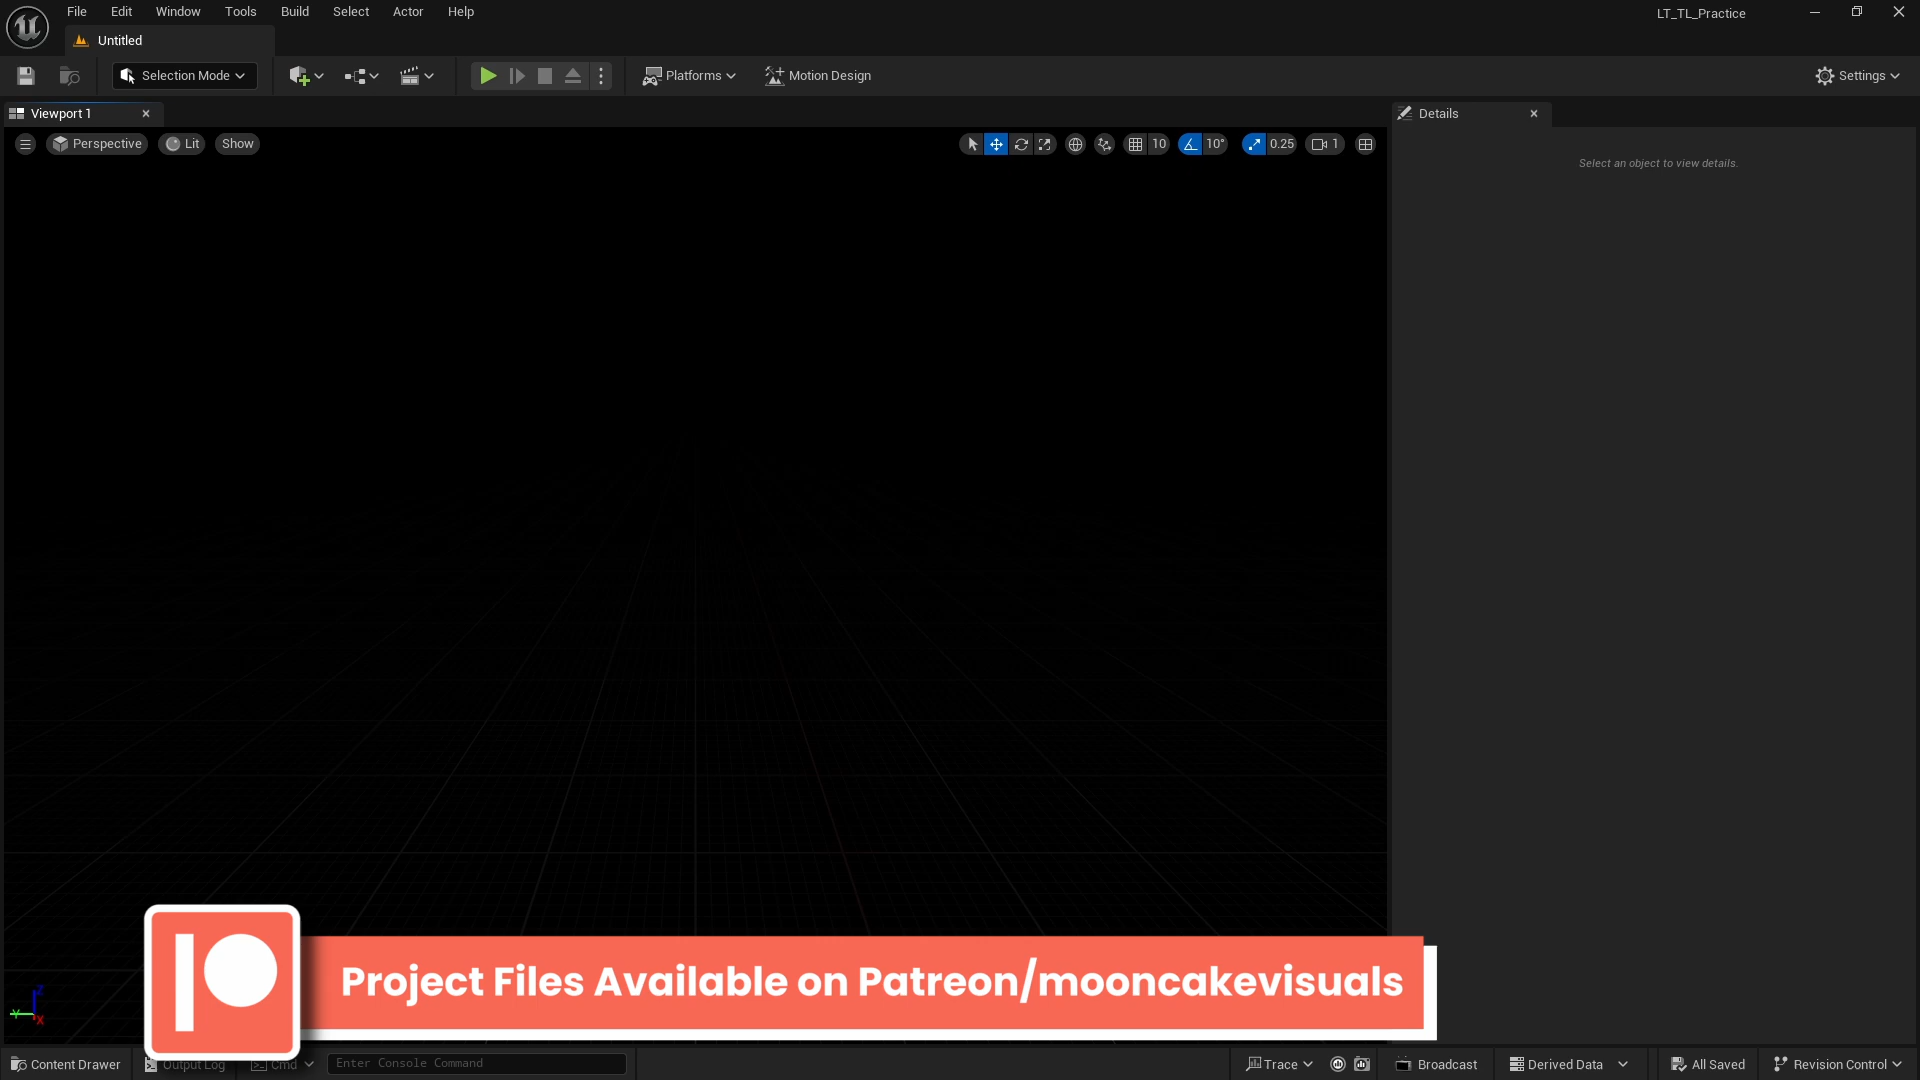 File Edit Window Tools Build Select Actor Help
LT_TL_Practice
Untitled
Selection Mode
Platforms
Motion Design
Settings
Viewport 1
Details
Perspective
Lit
Show
10
10°
0.25
1
Select an object to view details.
Z
Y
X
Project Files Available on Patreon/mooncakevisuals
Content Drawer
Output Log
Cmd
Enter Console Command
Trace
Broadcast
Derived Data
All Saved
Revision Control